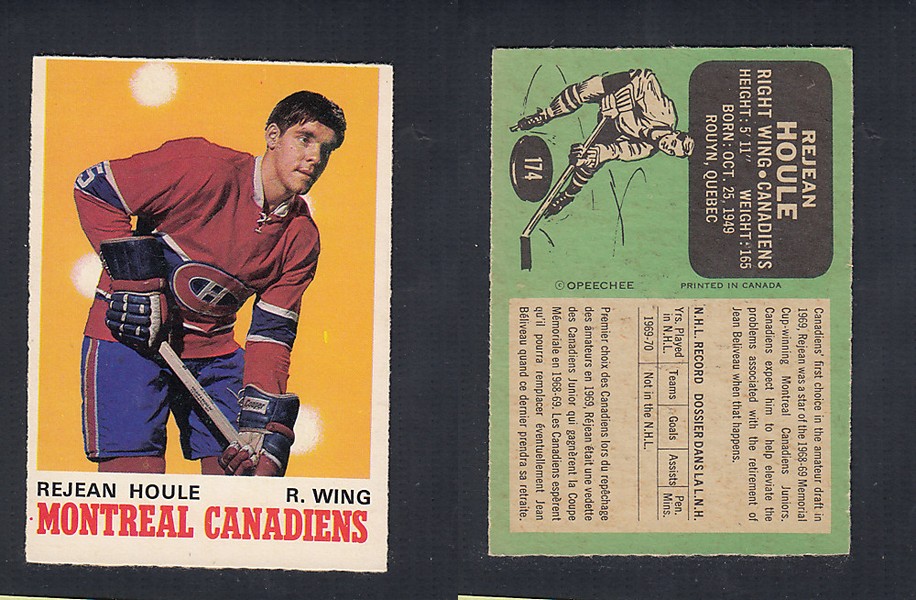 REJEAN HOULE R. WING
MONTREAL CANADIENS
REJEAN
HOULE
RIGHT WING • CANADIENS
HEIGHT: 5' 11" WEIGHT: 165
BORN: OCT. 25, 1949
ROUYN, QUEBEC
174
© OPEECHEE PRINTED IN CANADA
Canadiens' first choice in the amateur draft in
1969, Rejean was a star of the 1968-69 Memorial
Cup-winning Montreal Canadiens Juniors.
Canadiens expect him to help eleviate the
problems associated with the retirement of
Jean Beliveau when that happens.
N.H.L. RECORD DOSSIER DANS LA L.N.H.
Yrs. Played in N.H.L. Teams Goals Assists Pen. Mins.
1969-70 Not in the N.H.L.
Premier choix des Canadiens lors du repêchage
des amateurs en 1969, Réjean était une vedette
des Canadiens Junior qui gagnèrent la Coupe
Mémoriale en 1968-69. Les Canadiens espèrent
qu'il pourra remplacer éventuellement Jean
Béliveau quand ce dernier prendra sa retraite.